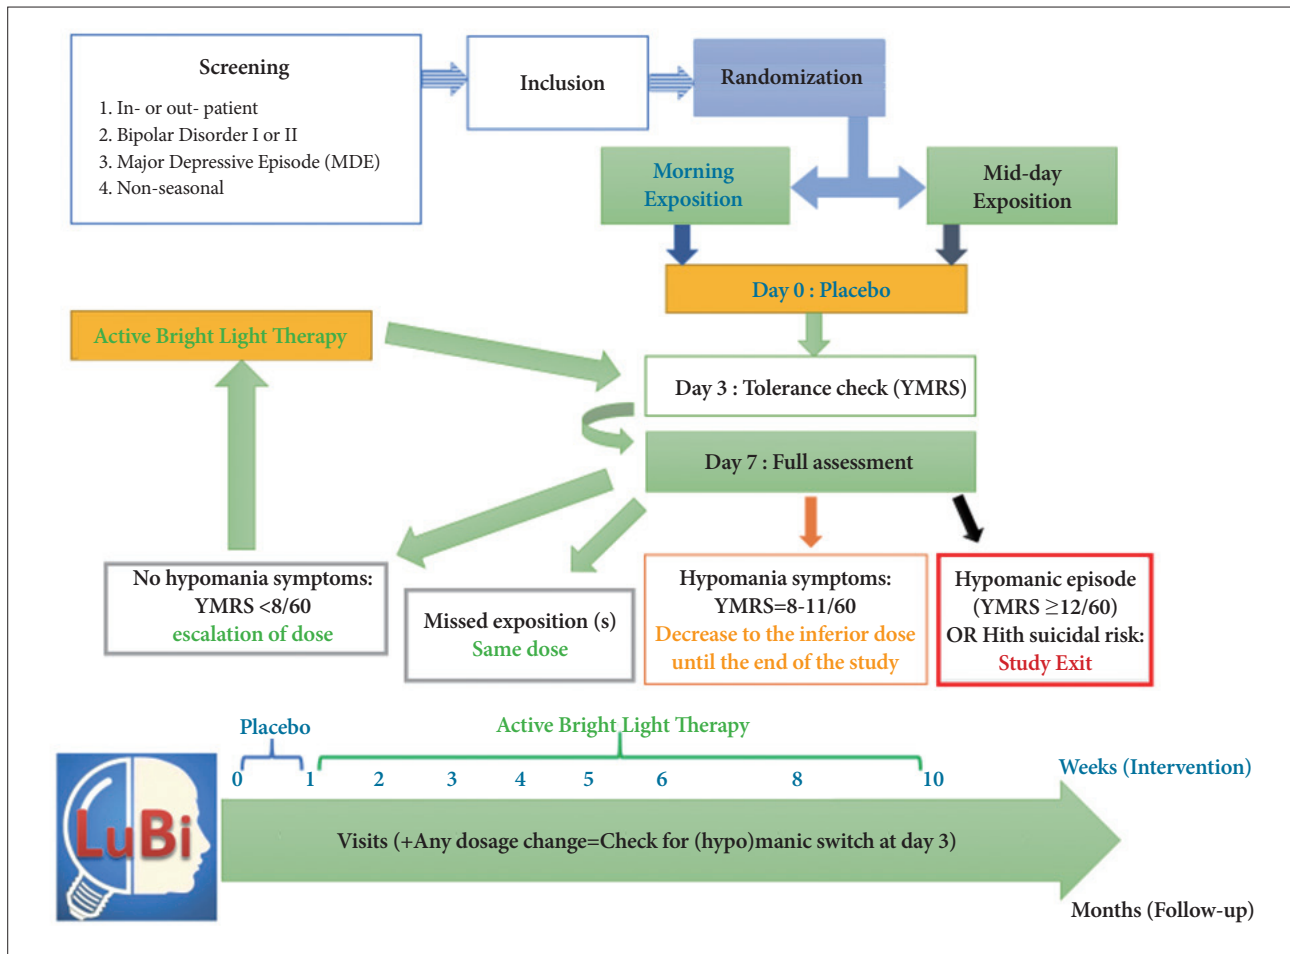 Screening
1. In- or out- patient
2. Bipolar Disorder I or II
3. Major Depressive Episode (MDE)
4. Non-seasonal
Inclusion
Randomization
Morning
Exposition
Mid-day
Exposition
Day 0 : Placebo
Active Bright Light Therapy
Day 3 : Tolerance check (YMRS)
Day 7 : Full assessment
No hypomania symptoms:
YMRS <8/60
escalation of dose
Missed exposition (s)
Same dose
Hypomania symptoms:
YMRS=8-11/60
Decrease to the inferior dose
until the end of the study
Hypomanic episode
(YMRS ≥12/60)
OR Hith suicidal risk:
Study Exit
Placebo
Active Bright Light Therapy
0 1 2 3 4 5 6 8 10
Weeks (Intervention)
LuBi
Visits (+Any dosage change=Check for (hypo)manic switch at day 3)
Months (Follow-up)